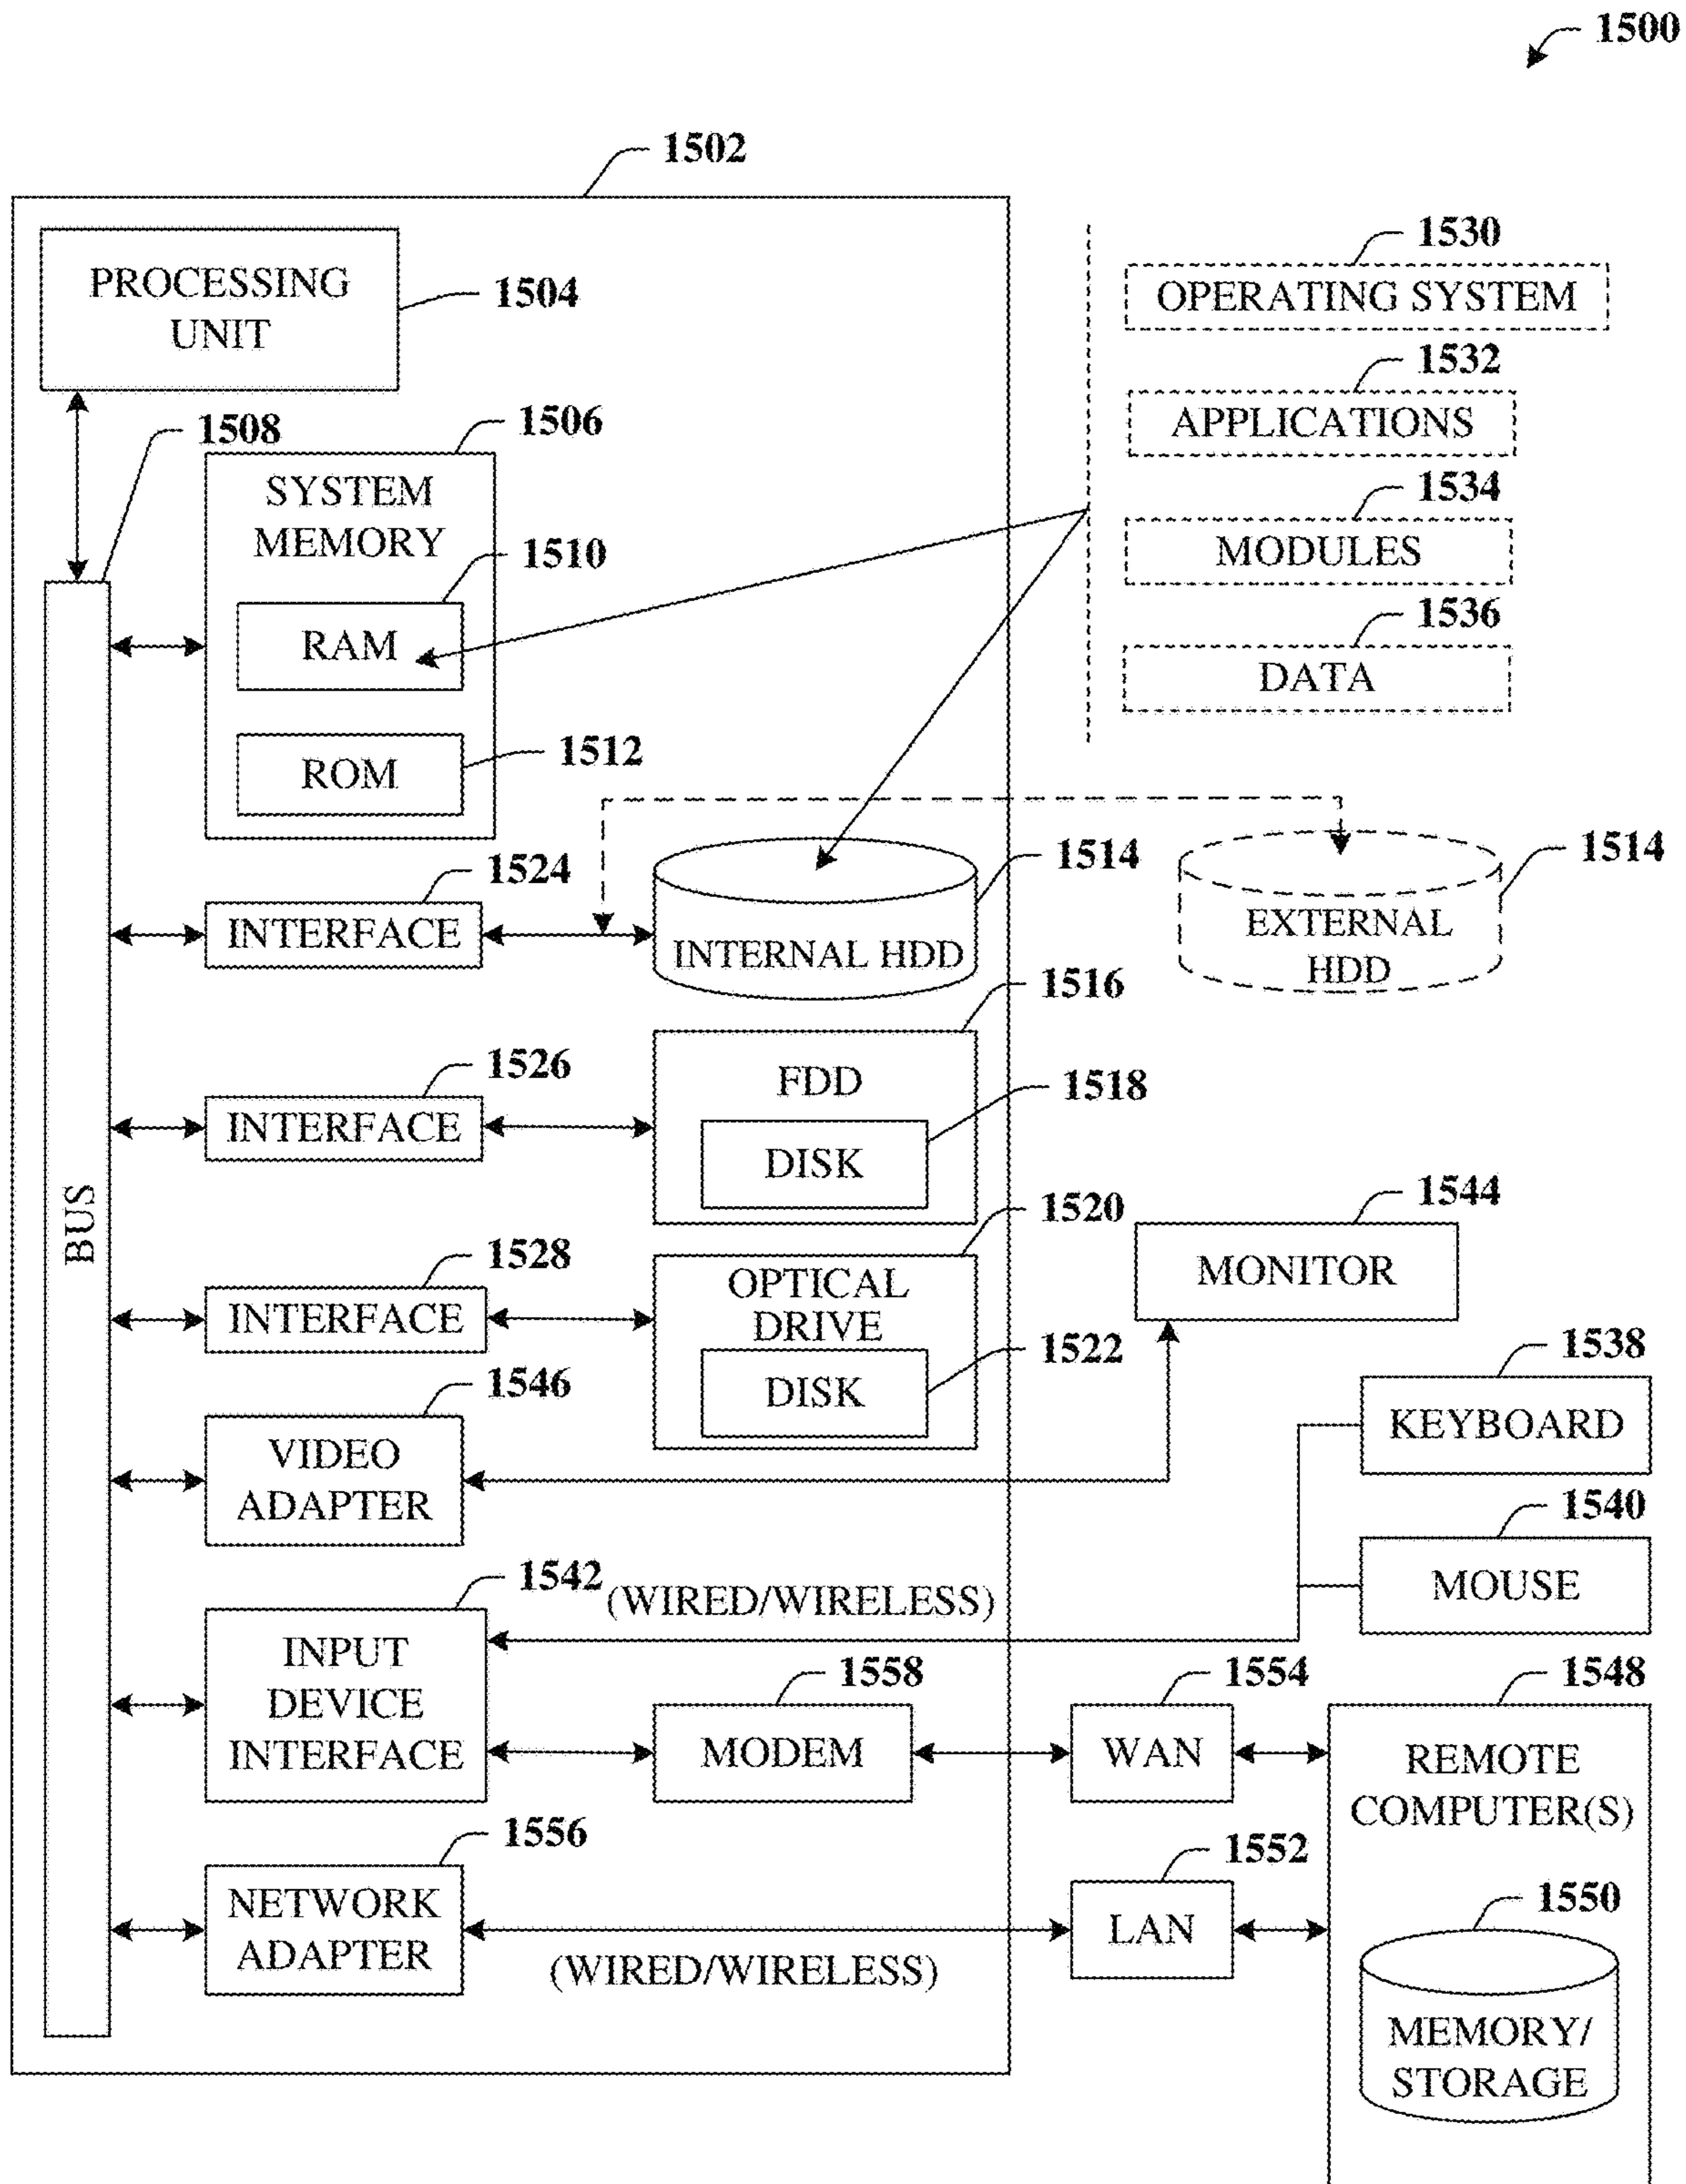 1500
1502
PROCESSING
UNIT
1504
1530
OPERATING SYSTEM
1532
APPLICATIONS
1534
MODULES
1536
DATA
1508
1506
SYSTEM
MEMORY
1510
RAM
1512
ROM
1524
INTERFACE
1514
INTERNAL HDD
1514
EXTERNAL
HDD
1516
FDD
1518
DISK
1526
INTERFACE
BUS
1520
OPTICAL
DRIVE
1522
DISK
1528
INTERFACE
1544
MONITOR
1546
VIDEO
ADAPTER
1538
KEYBOARD
1540
MOUSE
1542
(WIRED/WIRELESS)
INPUT
DEVICE
INTERFACE
1558
MODEM
1554
WAN
1548
REMOTE
COMPUTER(S)
1556
NETWORK
ADAPTER
(WIRED/WIRELESS)
1552
LAN
1550
MEMORY/
STORAGE